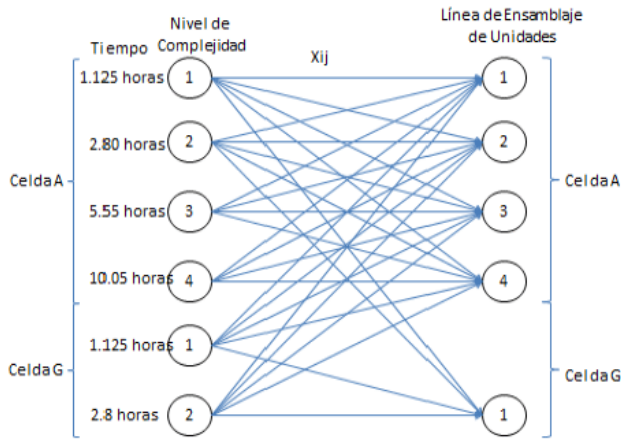 Nivel de
Complejidad
Línea de Ensamblaje
de Unidades
Tiempo
Xij
1.125 horas
1
1
2.80 horas
2
2
Celda A
5.55 horas
3
3
Celda A
10.05 horas
4
4
1.125 horas
1
Celda G
Celda G
2.8 horas
2
1